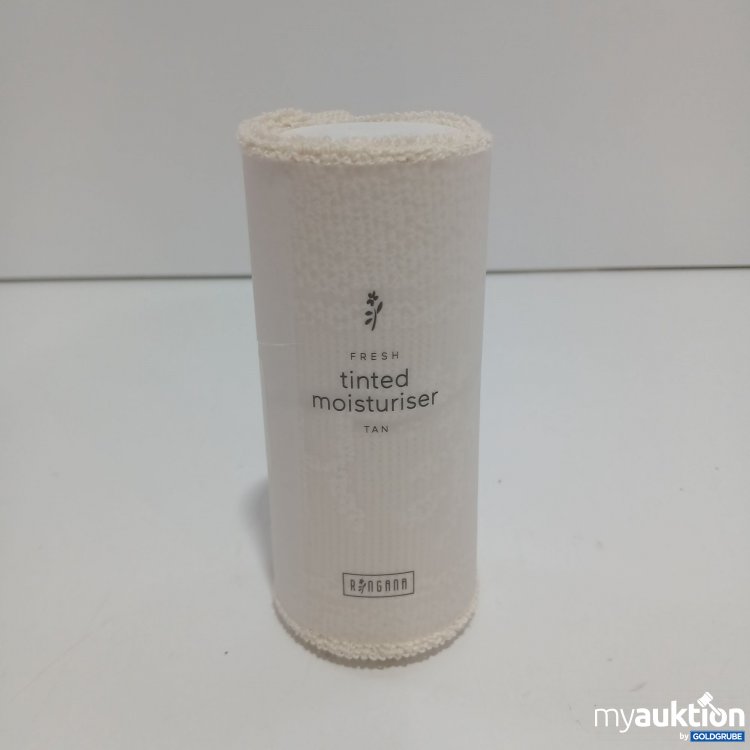 FRESH
tinted
moisturiser
TAN
RINGANA
myauktion
by GOLDGRUBE